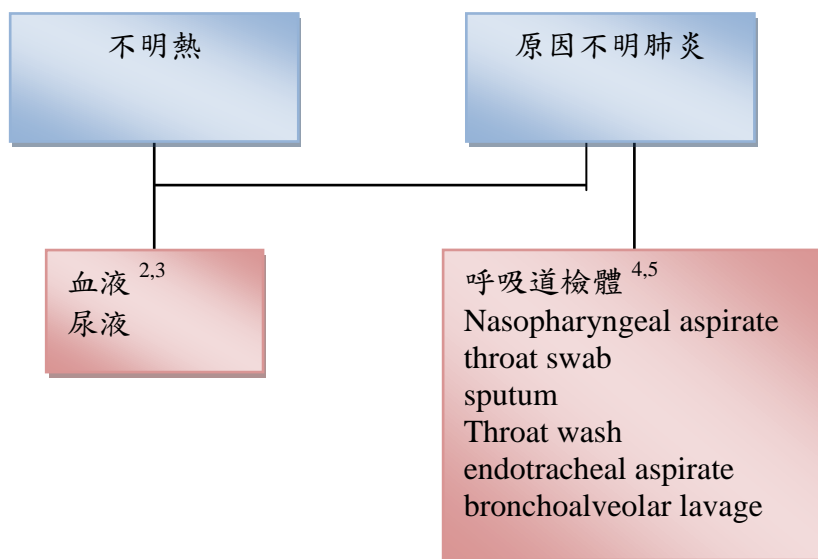 不明熱
原因不明肺炎
血液 2,3
尿液
呼吸道檢體 4,5
Nasopharyngeal aspirate
throat swab
sputum
Throat wash
endotracheal aspirate
bronchoalveolar lavage